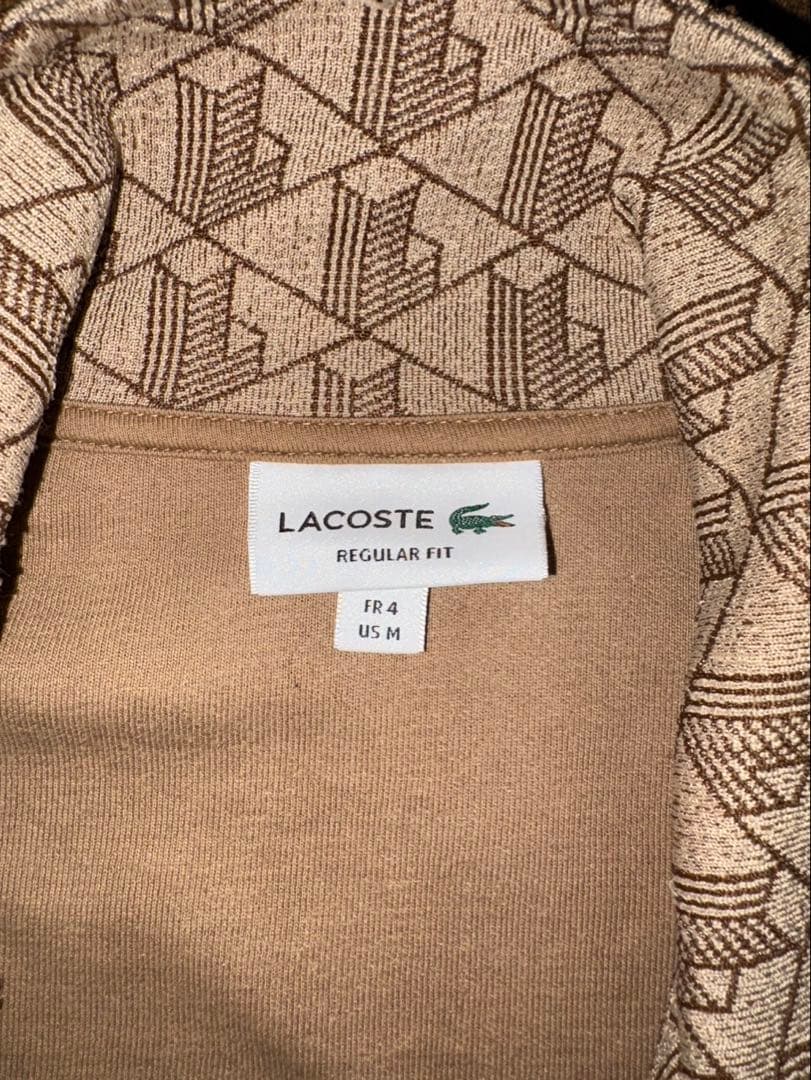 LACOSTE
REGULAR FIT
FR 4
US M